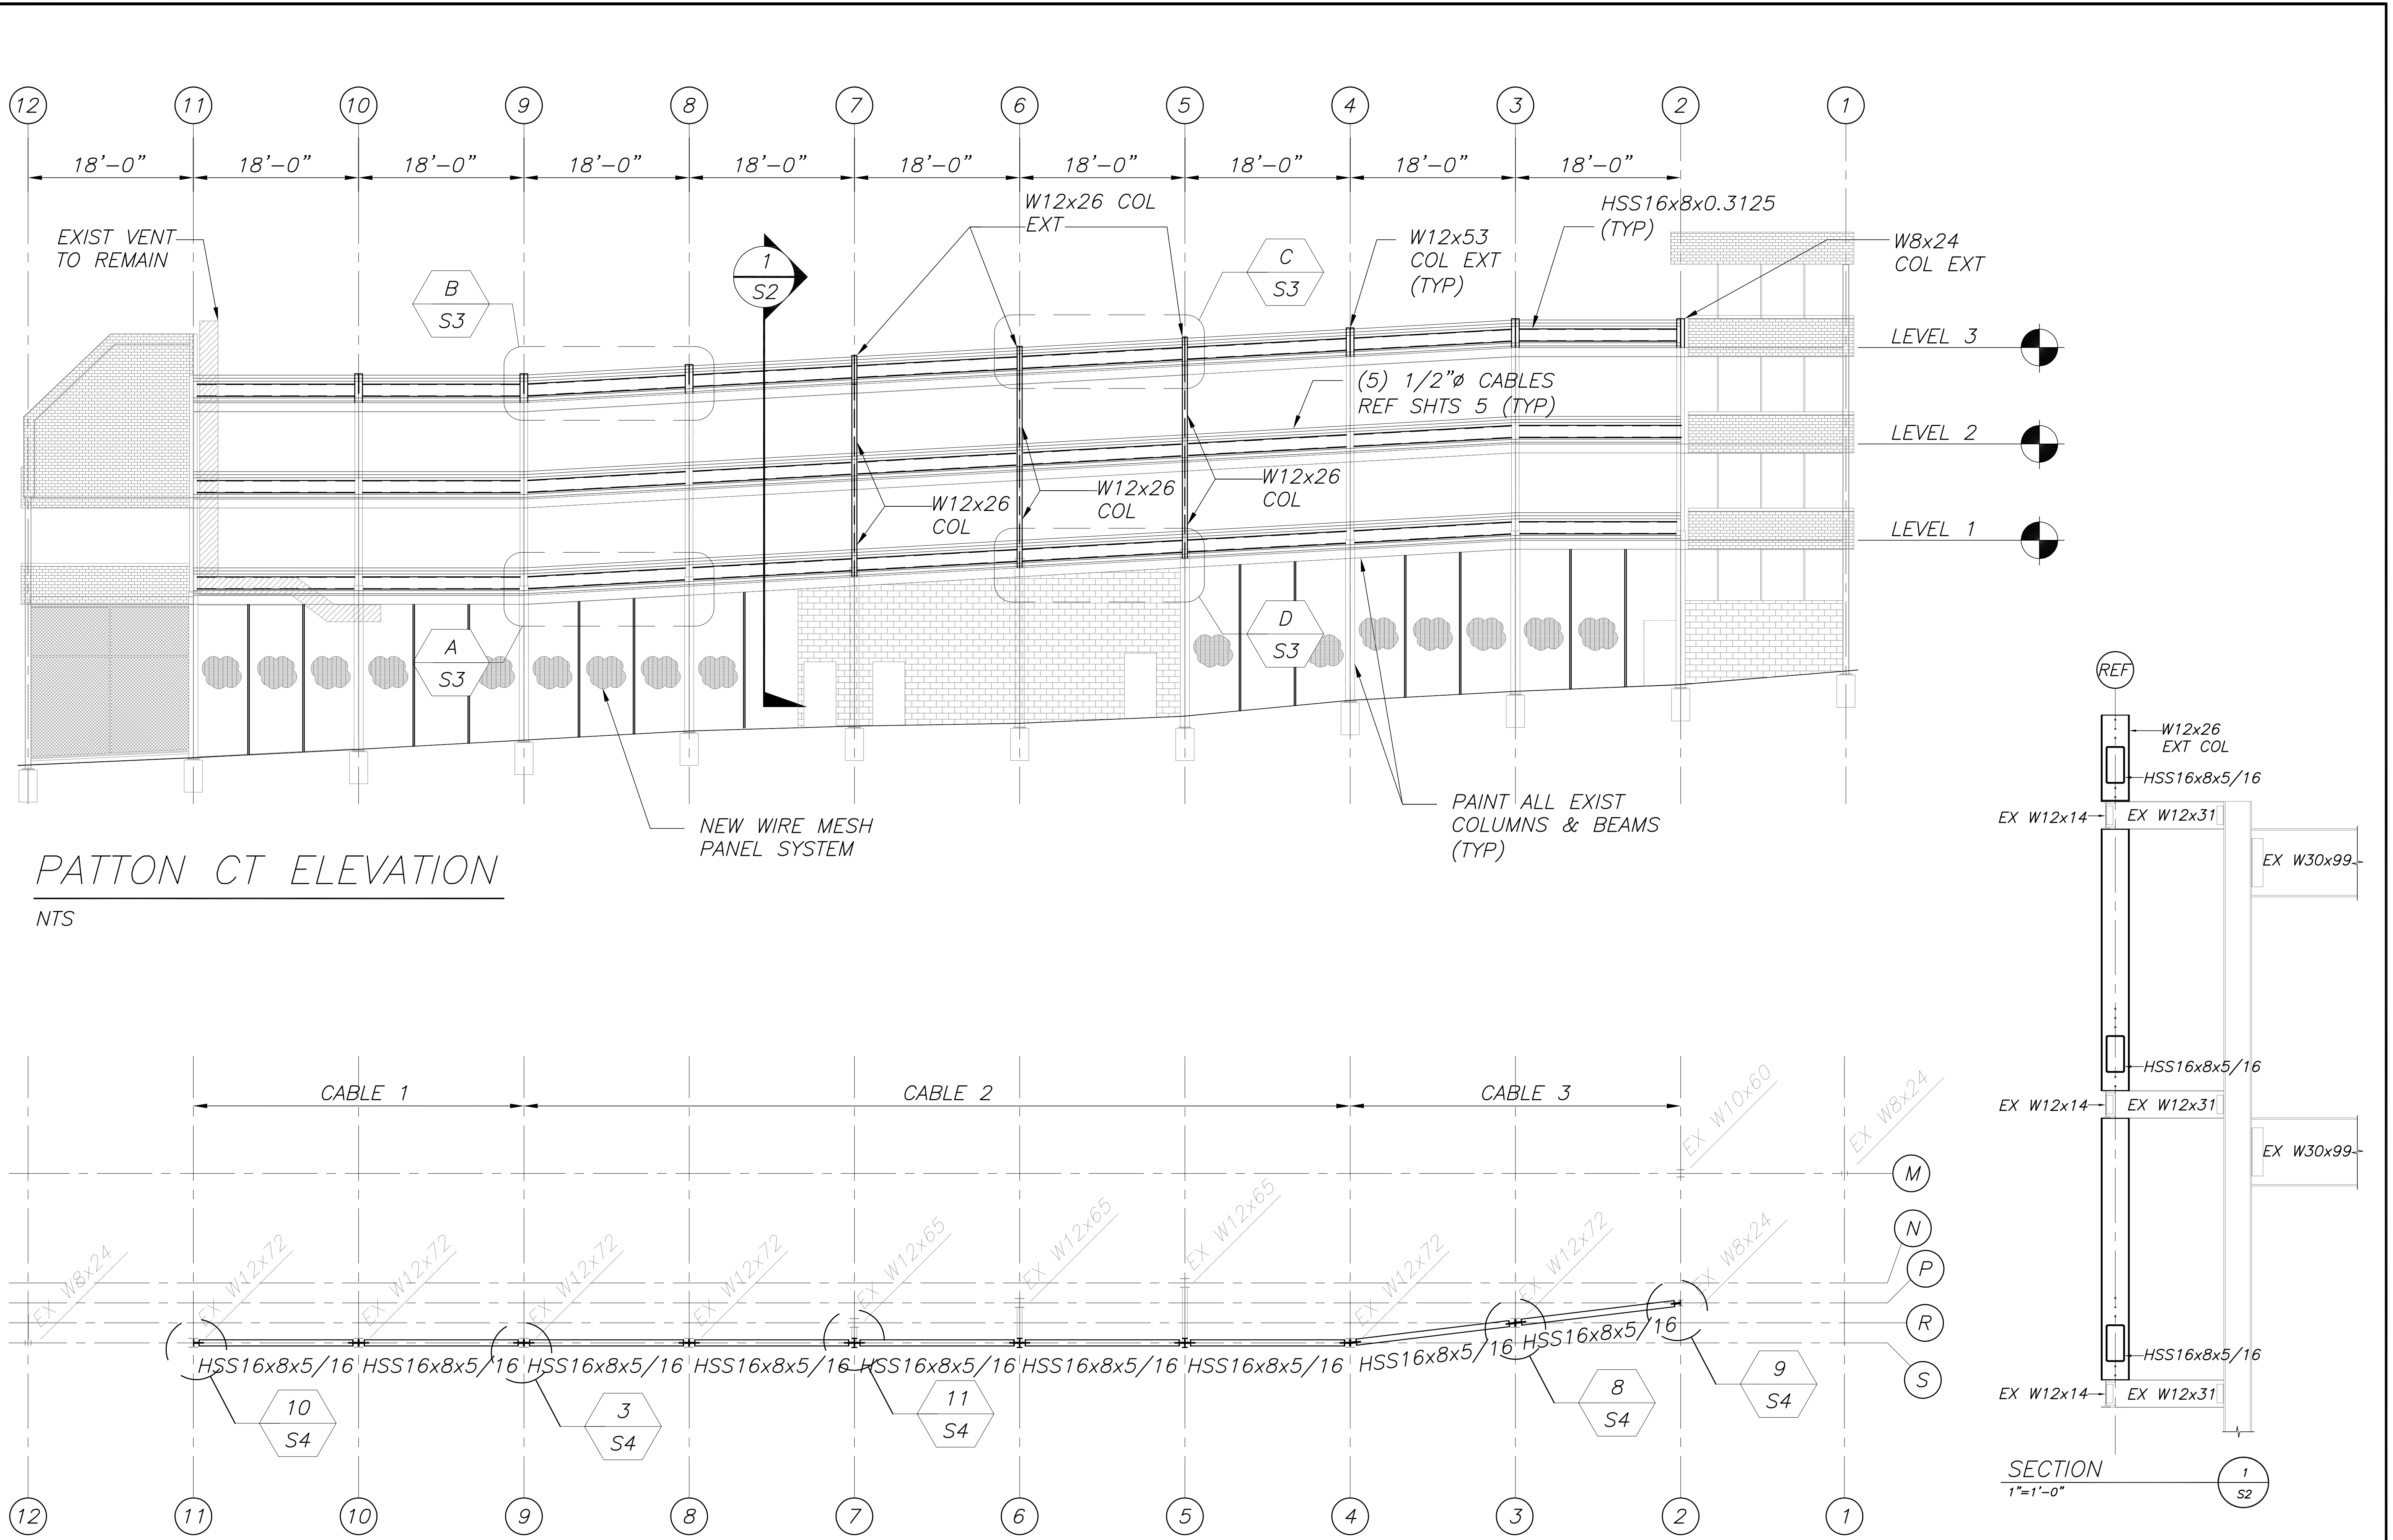 12
11
10
9
8
7
6
5
4
3
2
1
18'-0"
18'-0"
18'-0"
18'-0"
18'-0"
18'-0"
18'-0"
18'-0"
18'-0"
18'-0"
EXIST VENT
TO REMAIN
B
S3
1
S2
W12x26 COL
EXT
C
S3
W12x53
COL EXT
(TYP)
HSS16x8x0.3125
(TYP)
W8x24
COL EXT
LEVEL 3
(5) 1/2"ø CABLES
REF SHTS 5 (TYP)
LEVEL 2
W12x26
COL
W12x26
COL
W12x26
COL
LEVEL 1
A
S3
D
S3
NEW WIRE MESH
PANEL SYSTEM
PAINT ALL EXIST
COLUMNS & BEAMS
(TYP)
PATTON CT ELEVATION
NTS
REF
W12x26
EXT COL
HSS16x8x5/16
EX W12x14
EX W12x31
EX W30x99
HSS16x8x5/16
EX W12x14
EX W12x31
EX W30x99
HSS16x8x5/16
EX W12x14
EX W12x31
SECTION
1"=1'-0"
1
S2
CABLE 1
CABLE 2
CABLE 3
EX W10x60
EX W8x24
M
N
P
R
S
EX W8x24
EX W12x72
EX W12x72
EX W12x72
EX W12x72
EX W12x65
EX W12x65
EX W12x65
EX W12x72
EX W12x72
EX W8x24
HSS16x8x5/16
HSS16x8x5/16
HSS16x8x5/16
HSS16x8x5/16
HSS16x8x5/16
HSS16x8x5/16
HSS16x8x5/16
HSS16x8x5/16
HSS16x8x5/16
10
S4
3
S4
11
S4
8
S4
9
S4
12
11
10
9
8
7
6
5
4
3
2
1